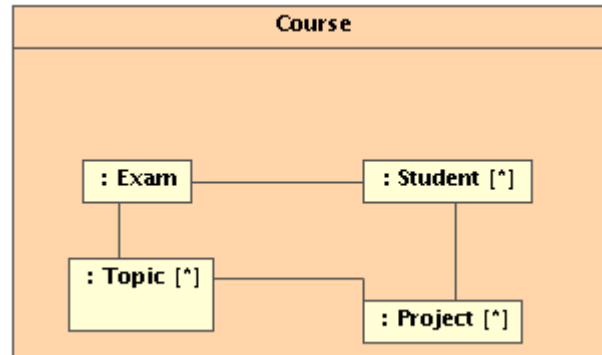 Course
: Exam
: Student [*]
: Topic [*]
: Project [*]